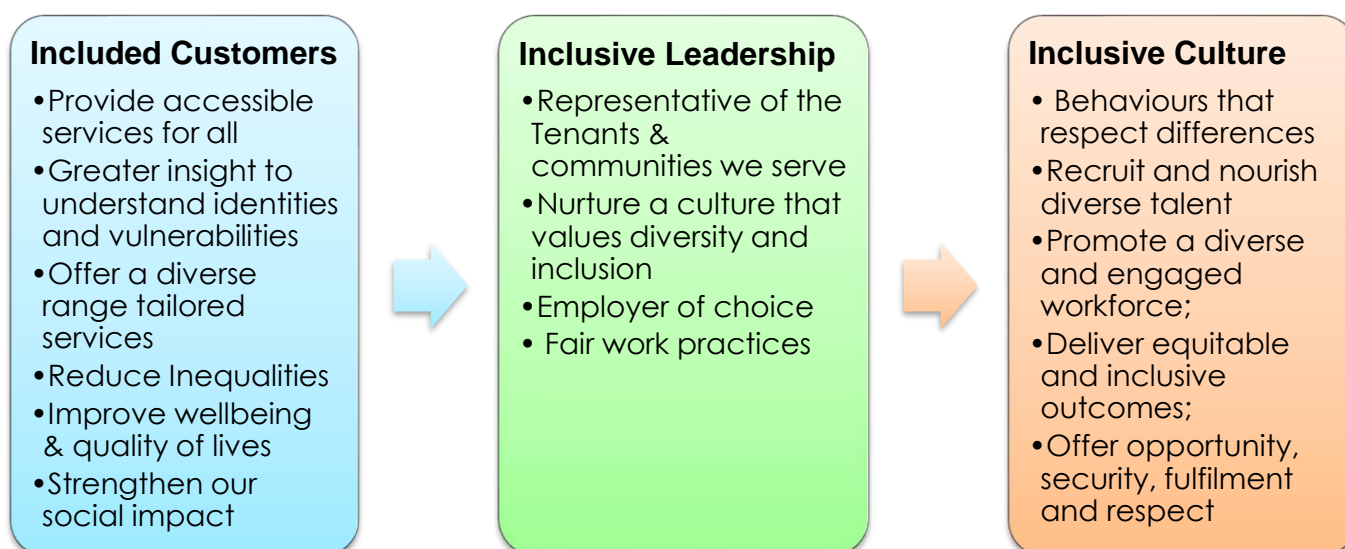 Included Customers
•Provide accessible
services for all
•Greater insight to
understand identities
and vulnerabilities
•Offer a diverse
range tailored
services
•Reduce Inequalities
•Improve wellbeing
& quality of lives
•Strengthen our
social impact
Inclusive Leadership
•Representative of the
Tenants &
communities we serve
•Nurture a culture that
values diversity and
inclusion
•Employer of choice
• Fair work practices
Inclusive Culture
• Behaviours that
respect differences
•Recruit and nourish
diverse talent
•Promote a diverse
and engaged
workforce;
•Deliver equitable
and inclusive
outcomes;
•Offer opportunity,
security, fulfilment
and respect